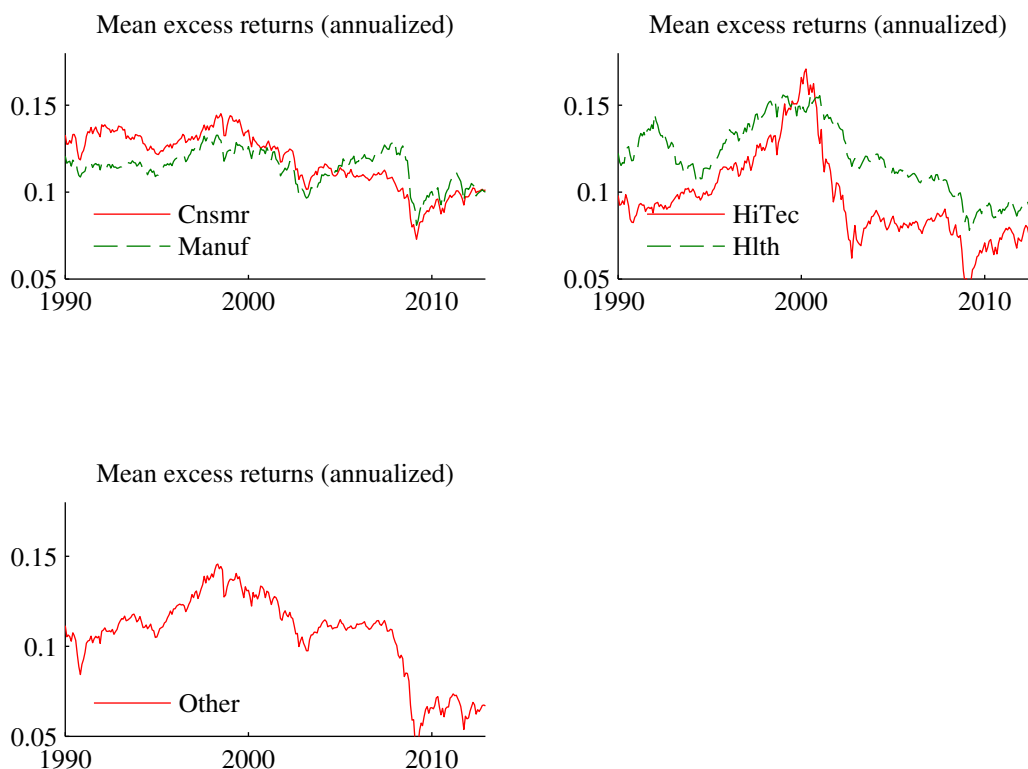 Mean excess returns (annualized)
0.15
0.1
0.05
1990 2000 2010
Cnsmr
Manuf
Mean excess returns (annualized)
0.15
0.1
0.05
1990 2000 2010
HiTec
Hlth
Mean excess returns (annualized)
0.15
0.1
0.05
1990 2000 2010
Other